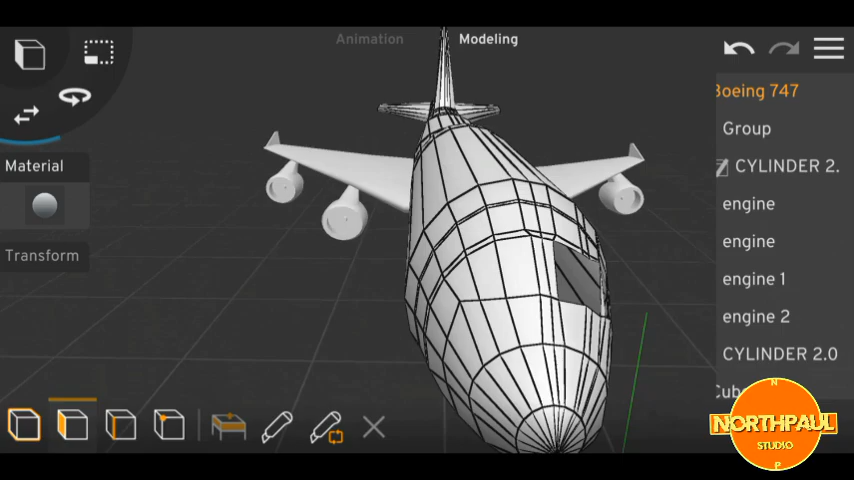 Animation
Modeling
Material
Transform
Boeing 747
Group
CYLINDER 2.
engine
engine
engine 1
engine 2
CYLINDER 2.0
Cub
N
NORTHPAUL
STUDIO
P